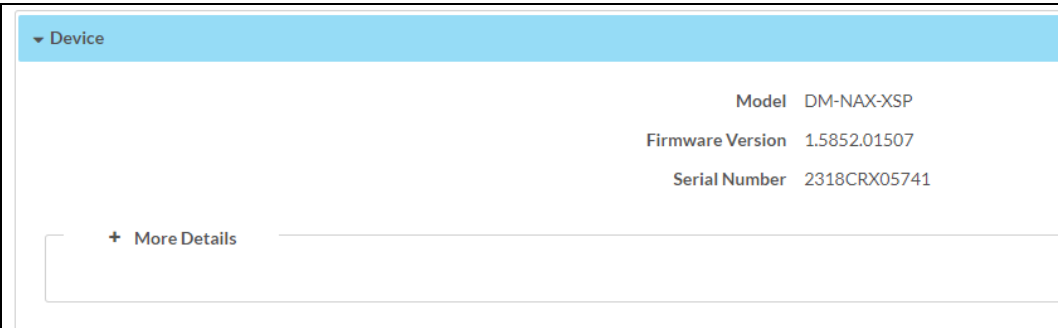 Device
Model DM-NAX-XSP
Firmware Version 1.5852.01507
Serial Number 2318CRX05741
+ More Details